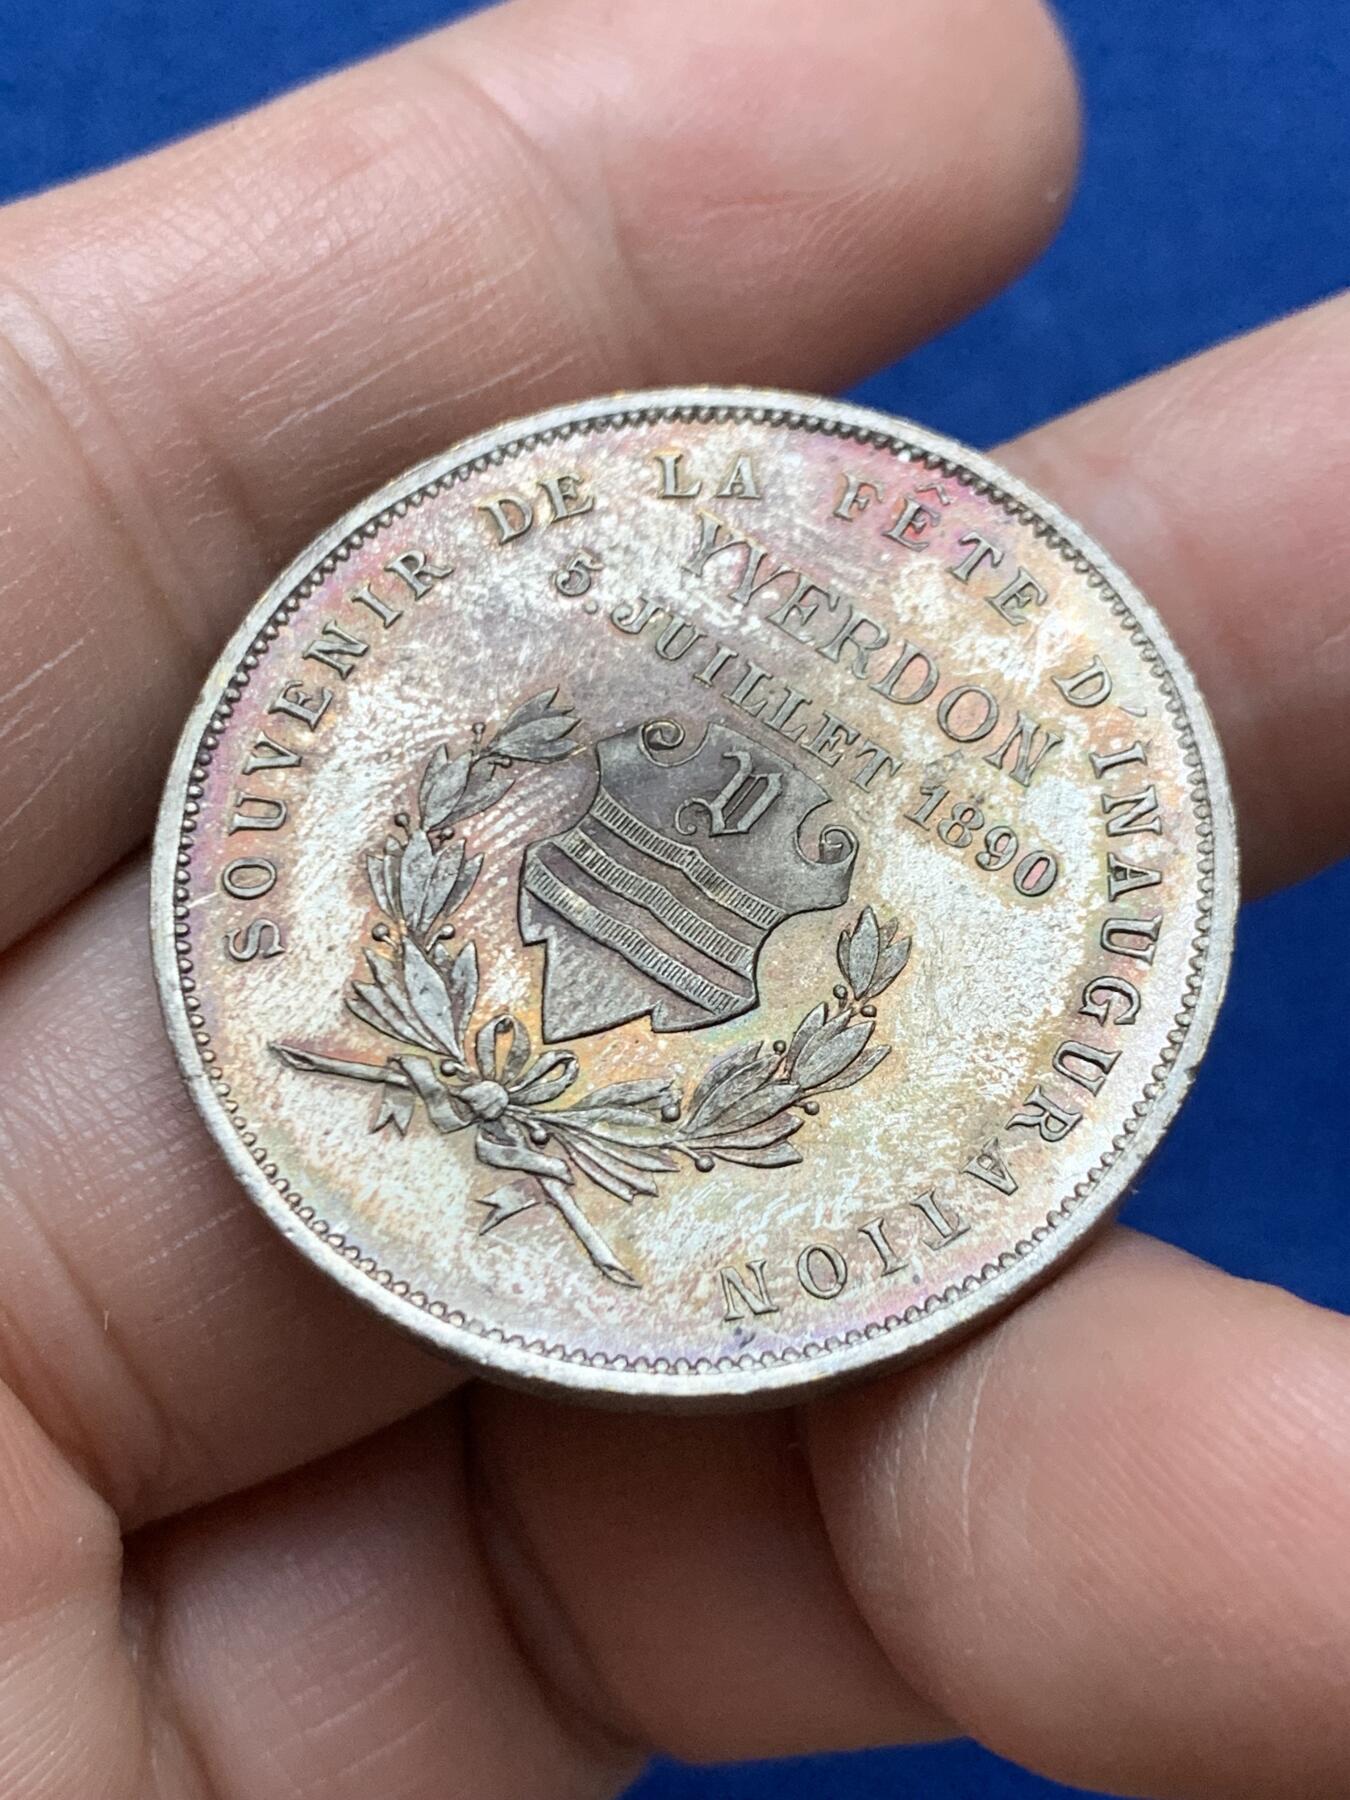 SOUVENIR DE LA FÊTE D'INAUGURATION
YVERDON
5. JUILLET 1890
Y